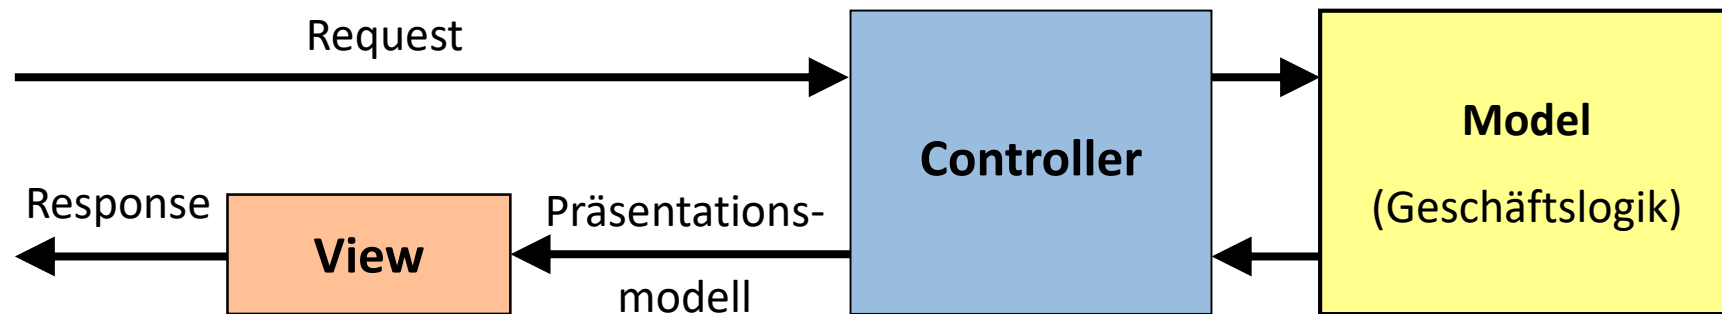 Request
Controller
Model
(Geschäftslogik)
Response
View
Präsentations-
modell